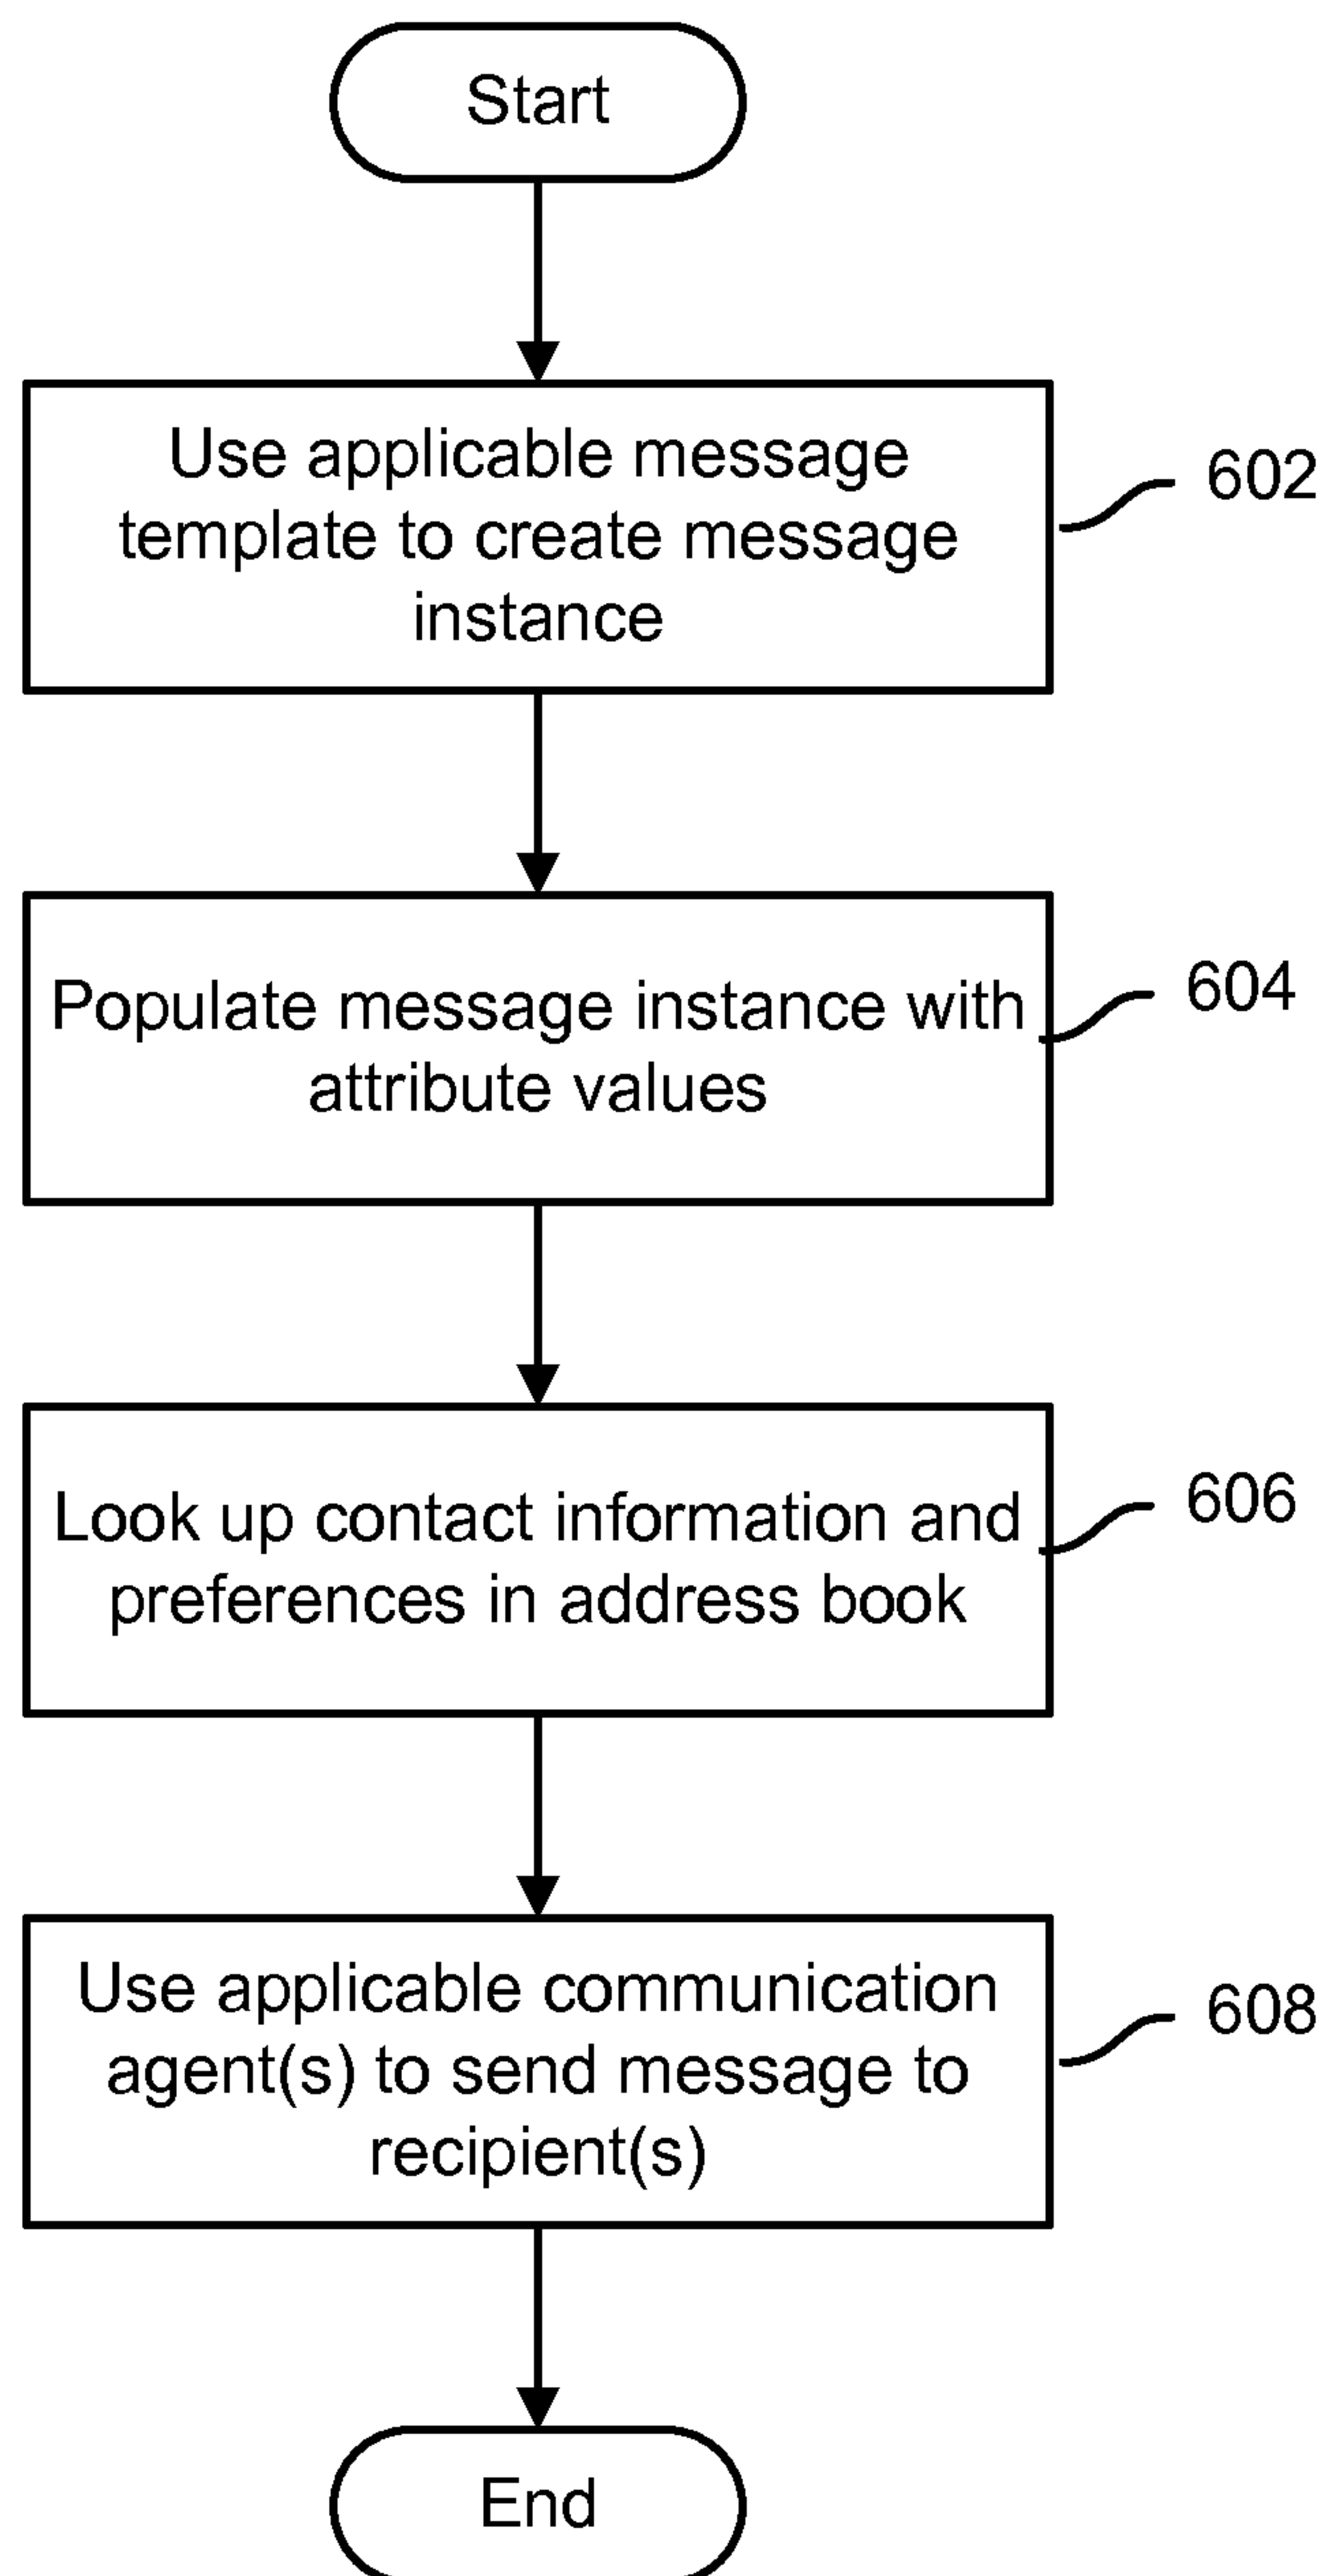 Start
Use applicable message
template to create message
instance
602
Populate message instance with
attribute values
604
Look up contact information and
preferences in address book
606
Use applicable communication
agent(s) to send message to
recipient(s)
608
End